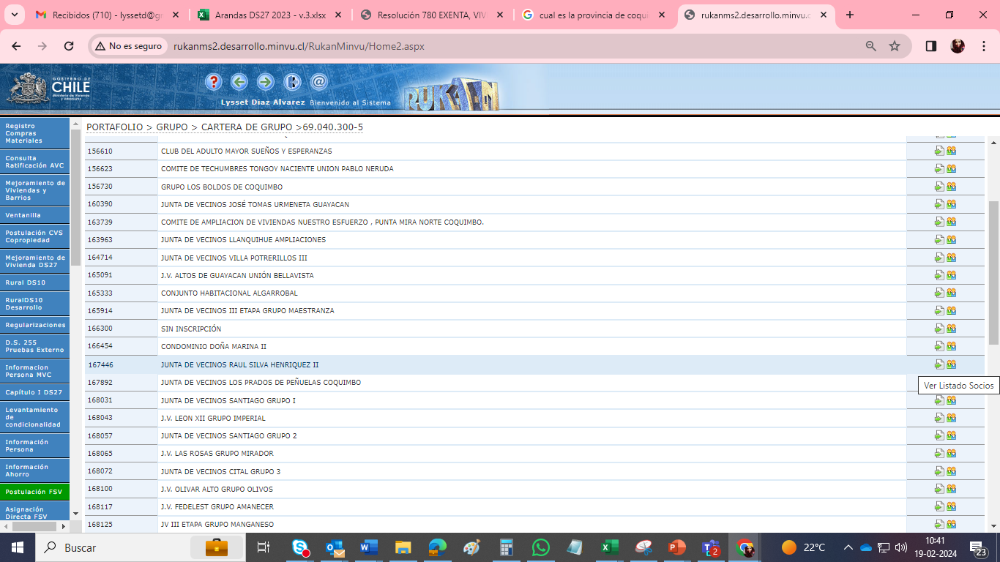 Recibidos (710) - lyssetd@gr
Arandas DS27 2023 - v.3.xlsx
Resolución 780 EXENTA, VIV
cual es la provincia de coqui
rukanms2.desarrollo.minvu.c
No es seguro
rukanms2.desarrollo.minvu.cl/RukanMinvu/Home2.aspx
GOBIERNO DE
CHILE
Ministerio de Vivienda
y Urbanismo
Lysset Diaz Alvarez Bienvenido al Sistema
RUKAN
Registro
Compras
Materiales
Consulta
Ratificación AVC
Mejoramiento de
Viviendas y
Barrios
Ventanilla
Postulación CVS
Copropiedad
Mejoramiento de
Vivienda DS27
Rural DS10
RuralDS10
Desarrollo
Regularizaciones
D.S. 255
Pruebas Externo
Informacion
Persona MVC
Capítulo I DS27
Levantamiento
de
condicionalidad
Información
Persona
Información
Ahorro
Postulación FSV
Asignación
Directa FSV
PORTAFOLIO > GRUPO > CARTERA DE GRUPO >69.040.300-5
156610 CLUB DEL ADULTO MAYOR SUEÑOS Y ESPERANZAS
156623 COMITE DE TECHUMBRES TONGOY NACIENTE UNION PABLO NERUDA
156730 GRUPO LOS BOLDOS DE COQUIMBO
160390 JUNTA DE VECINOS JOSÉ TOMAS URMENETA GUAYACAN
163739 COMITE DE AMPLIACION DE VIVIENDAS NUESTRO ESFUERZO , PUNTA MIRA NORTE COQUIMBO.
163963 JUNTA DE VECINOS LLANQUIHUE AMPLIACIONES
164714 JUNTA DE VECINOS VILLA POTRERILLOS III
165091 J.V. ALTOS DE GUAYACAN UNIÓN BELLAVISTA
165333 CONJUNTO HABITACIONAL ALGARROBAL
165914 JUNTA DE VECINOS III ETAPA GRUPO MAESTRANZA
166300 SIN INSCRIPCIÓN
166454 CONDOMINIO DOÑA MARINA II
167446 JUNTA DE VECINOS RAUL SILVA HENRIQUEZ II
167892 JUNTA DE VECINOS LOS PRADOS DE PEÑUELAS COQUIMBO
Ver Listado Socios
168031 JUNTA DE VECINOS SANTIAGO GRUPO I
168043 J.V. LEON XII GRUPO IMPERIAL
168057 JUNTA DE VECINOS SANTIAGO GRUPO 2
168065 J.V. LAS ROSAS GRUPO MIRADOR
168072 JUNTA DE VECINOS CITAL GRUPO 3
168100 J.V. OLIVAR ALTO GRUPO OLIVOS
168117 J.V. FEDELEST GRUPO AMANECER
168125 JV III ETAPA GRUPO MANGANESO
Buscar
2
22°C
10:41
19-02-2024
23